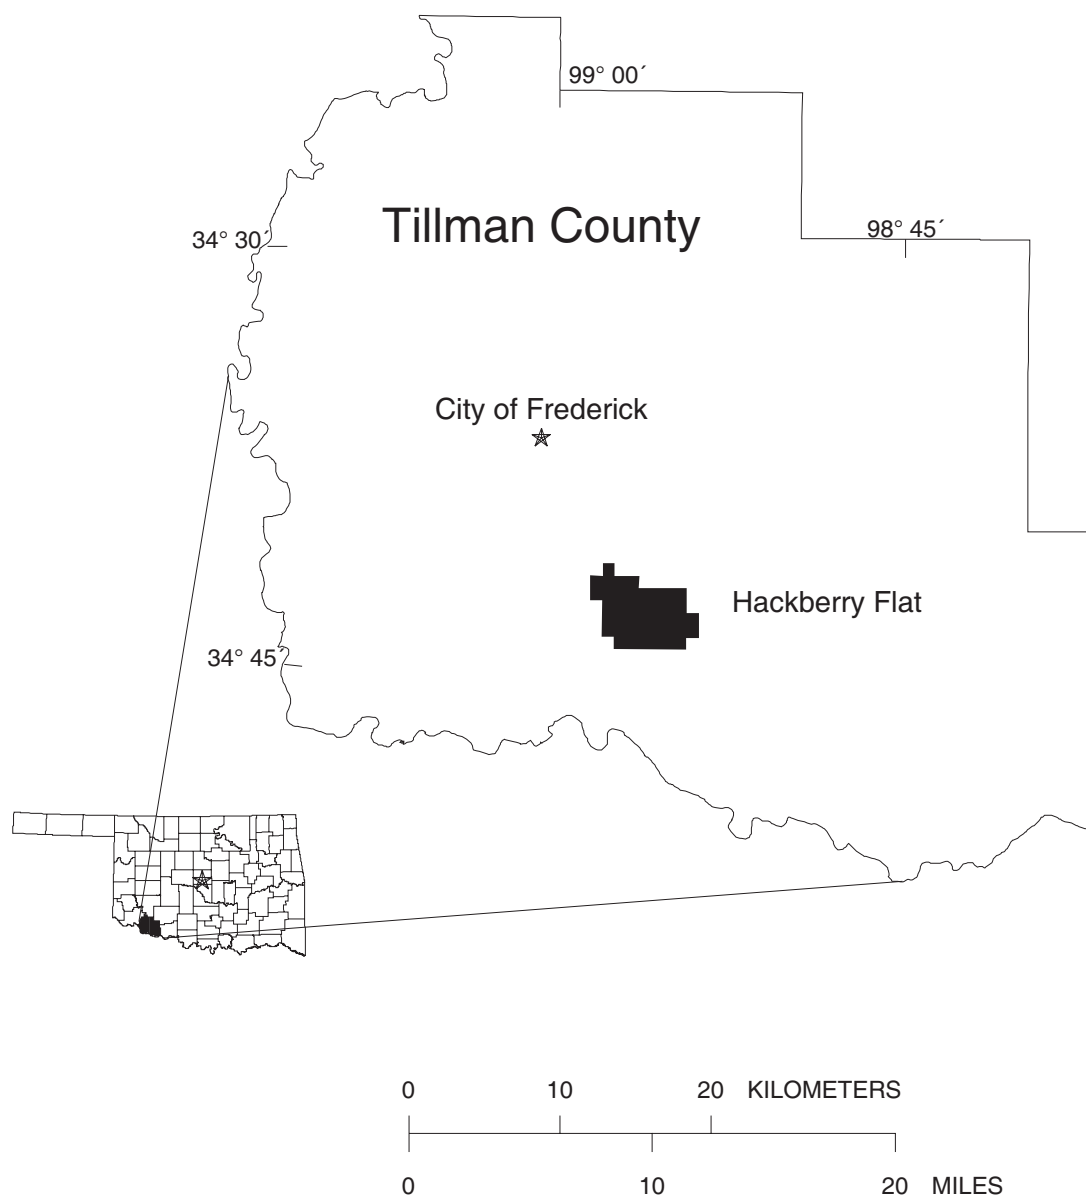 99° 00´
Tillman County
34° 30´
98° 45´
City of Frederick
Hackberry Flat
34° 45´
0 10 20 KILOMETERS
0 10 20 MILES